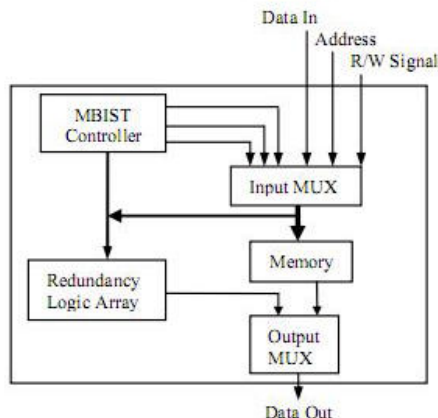 Data In
Address
R/W Signal
MBIST
Controller
Input MUX
Memory
Redundancy
Logic Array
Output
MUX
Data Out